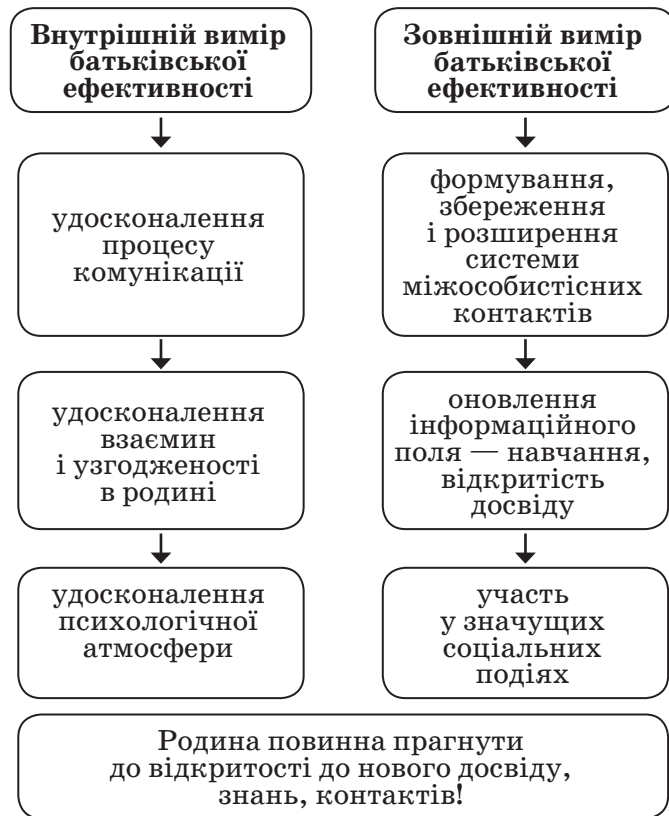 Внутрішній вимір
батьківської
ефективності
удосконалення
процесу
комунікації
удосконалення
взаємин
і узгодженості
в родині
удосконалення
психологічної
атмосфери
Зовнішній вимір
батьківської
ефективності
формування,
збереження
і розширення
системи
міжособистісних
контактів
оновлення
інформаційного
поля — навчання,
відкритість
досвіду
участь
у значущих
соціальних
подіях
Родина повинна прагнути
до відкритості до нового досвіду,
знань, контактів!